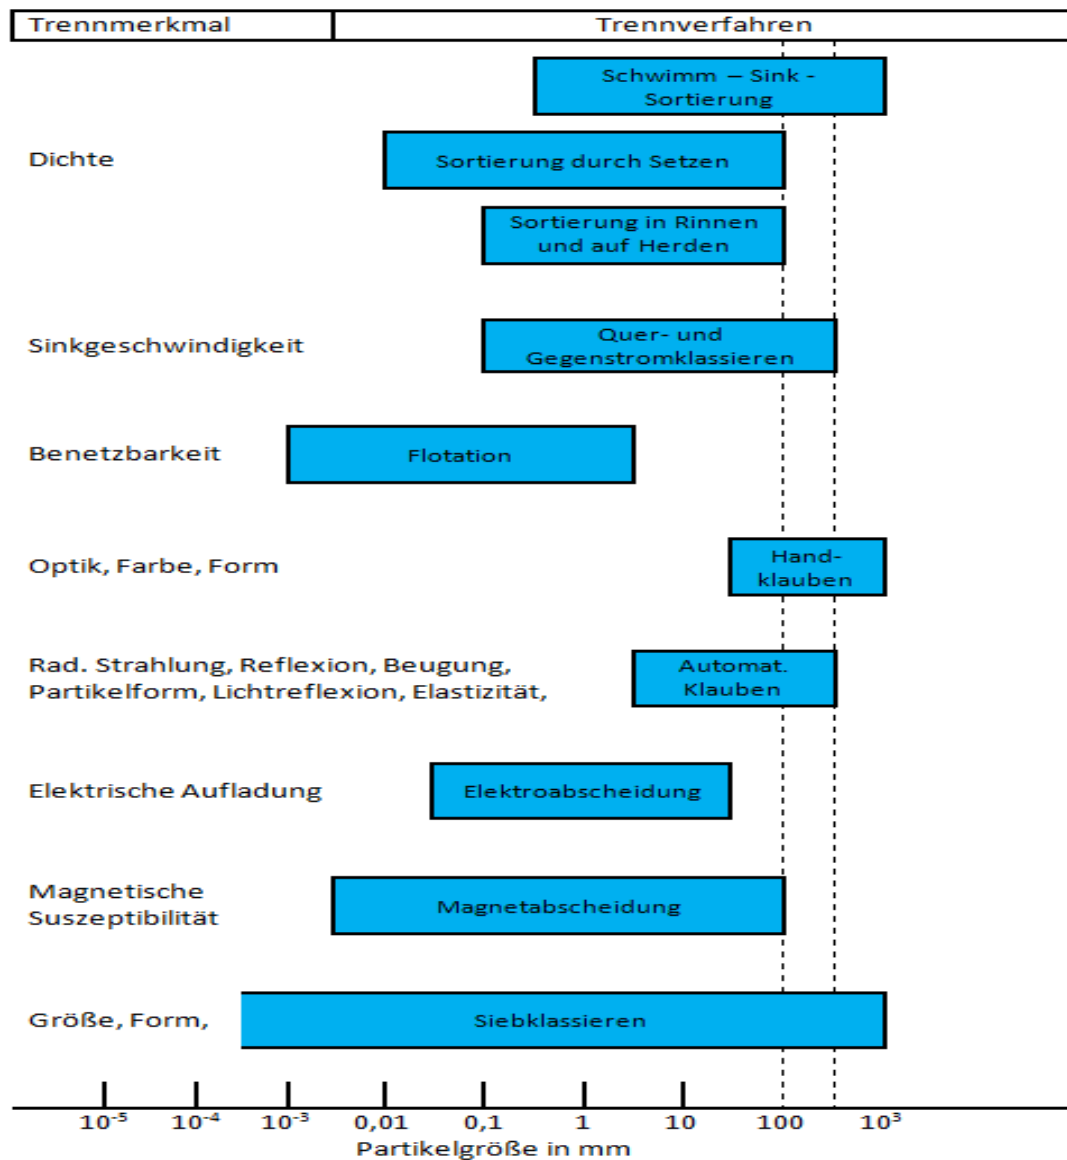 Trennmerkmal
Trennverfahren
Schwimm – Sink -
Sortierung
Dichte
Sortierung durch Setzen
Sortierung in Rinnen
und auf Herden
Sinkgeschwindigkeit
Quer- und
Gegenstromklassieren
Benetzbarkeit
Flotation
Optik, Farbe, Form
Hand-
klauben
Rad. Strahlung, Reflexion, Beugung,
Partikelform, Lichtreflexion, Elastizität,
Automat.
Klauben
Elektrische Aufladung
Elektroabscheidung
Magnetische
Suszeptibilität
Magnetabscheidung
Größe, Form,
Siebklassieren
10⁻⁵ 10⁻⁴ 10⁻³ 0,01 0,1 1 10 100 10³
Partikelgröße in mm